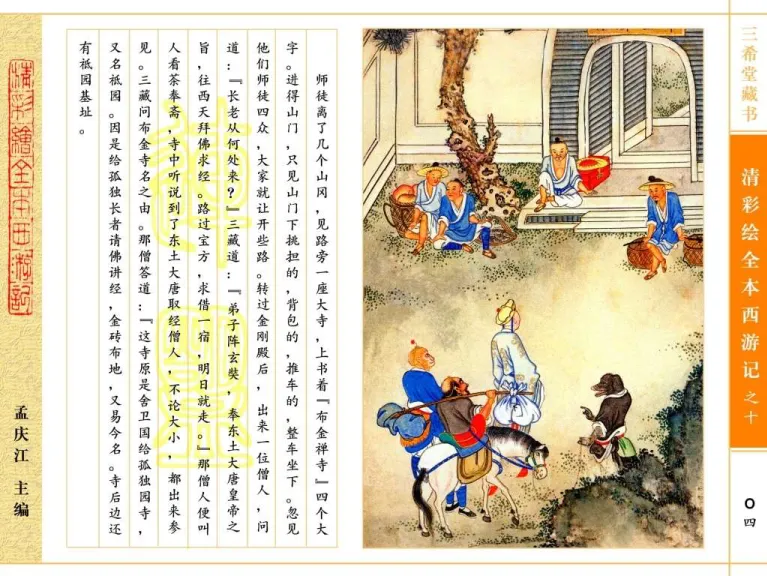 三希堂藏书
清彩绘全本西游记之十
〇四
师徒离了几个山冈，见路旁一座大寺，上书着『布金禅寺』四个大
字。进得山门，只见山门下挑担的，背包的，推车的，整车坐下。忽见
他们师徒四众，大家就让开些路。转过金刚殿后，出来一位僧人，问
道：『长老从何处来？』三藏道：『弟子阵玄奘，奉东土大唐皇帝之
旨，往西天拜佛求经。路过宝方，求借一宿，明日就走。』那僧人便叫
人看茶奉斋，寺中听说到了东土大唐取经僧人，不论大小，都出来参
见。三藏问布金寺名之由。那僧答道：『这寺原是舍卫国给孤独园寺，
又名祇园。因是给孤独长者请佛讲经，金砖布地，又易今名。寺后边还
有祇园基址。
清彩繪全本西游記
孟庆江 主编